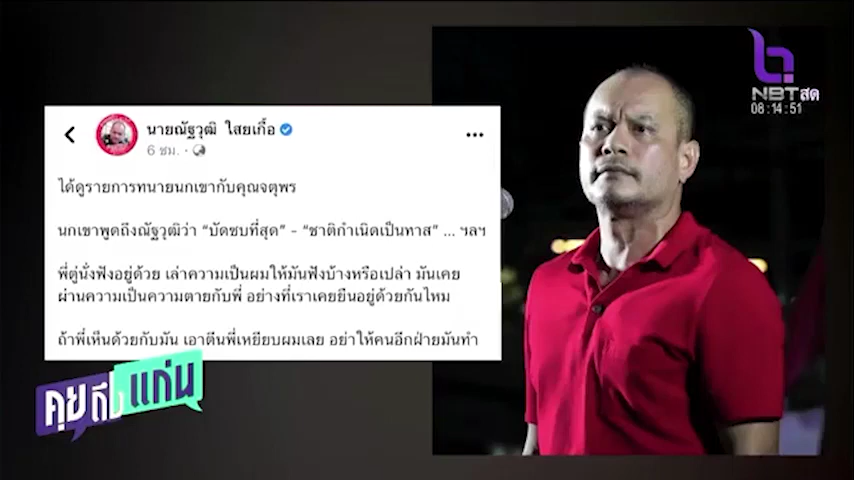 NBT สด
08:14:51
นายณัฐวุฒิ ใสยเกื้อ
6 ชม.
ได้ดูรายการทนายนกเขากับคุณจตุพร
นกเขาพูดถึงณัฐวุฒิว่า “บัดซบที่สุด” - “ชาติกำเนิดเป็นทาส” ... ฯลฯ
พี่ตู่นั่งฟังอยู่ด้วย เล่าความเป็นผมให้มันฟังบ้างหรือเปล่า มันเคย
ผ่านความเป็นความตายกับพี่ อย่างที่เราเคยยืนอยู่ด้วยกันไหม
ถ้าพี่เห็นด้วยกับมัน เอาตีนพี่เหยียบผมเลย อย่าให้คนอีกฝ่ายมันทำ
คุยถึงแก่น